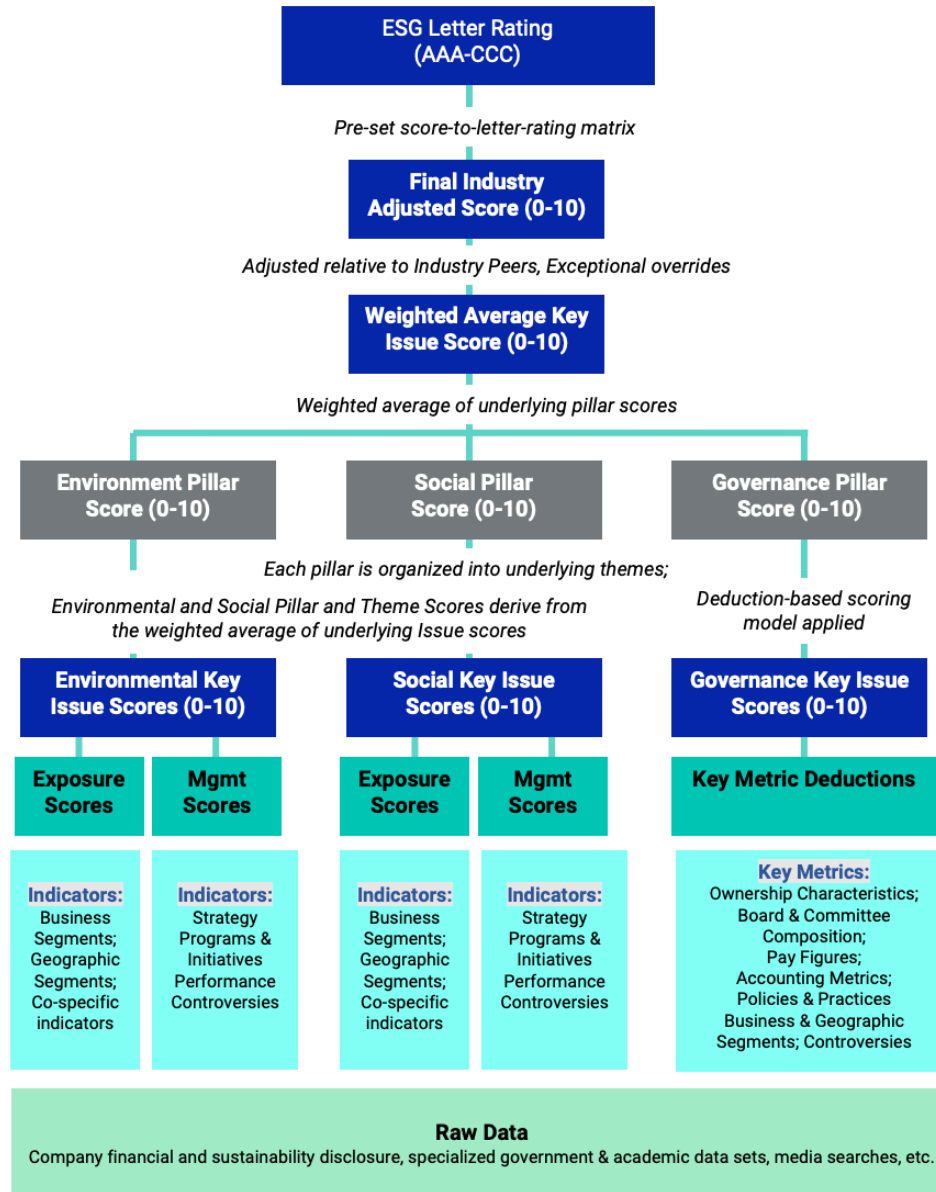 ESG Letter Rating
(AAA-CCC)
Pre-set score-to-letter-rating matrix
Final Industry
Adjusted Score (0-10)
Adjusted relative to Industry Peers, Exceptional overrides
Weighted Average Key
Issue Score (0-10)
Weighted average of underlying pillar scores
Environment Pillar
Score (0-10)
Social Pillar
Score (0-10)
Governance Pillar
Score (0-10)
Each pillar is organized into underlying themes;
Environmental and Social Pillar and Theme Scores derive from
the weighted average of underlying Issue scores
Deduction-based scoring
model applied
Environmental Key
Issue Scores (0-10)
Social Key Issue
Scores (0-10)
Governance Key Issue
Scores (0-10)
Exposure
Scores
Mgmt
Scores
Exposure
Scores
Mgmt
Scores
Key Metric Deductions
Indicators:
Business
Segments;
Geographic
Segments;
Co-specific
indicators
Indicators:
Strategy
Programs &
Initiatives
Performance
Controversies
Indicators:
Business
Segments;
Geographic
Segments;
Co-specific
indicators
Indicators:
Strategy
Programs &
Initiatives
Performance
Controversies
Key Metrics:
Ownership Characteristics;
Board & Committee
Composition;
Pay Figures;
Accounting Metrics;
Policies & Practices
Business & Geographic
Segments; Controversies
Raw Data
Company financial and sustainability disclosure, specialized government & academic data sets, media searches, etc.